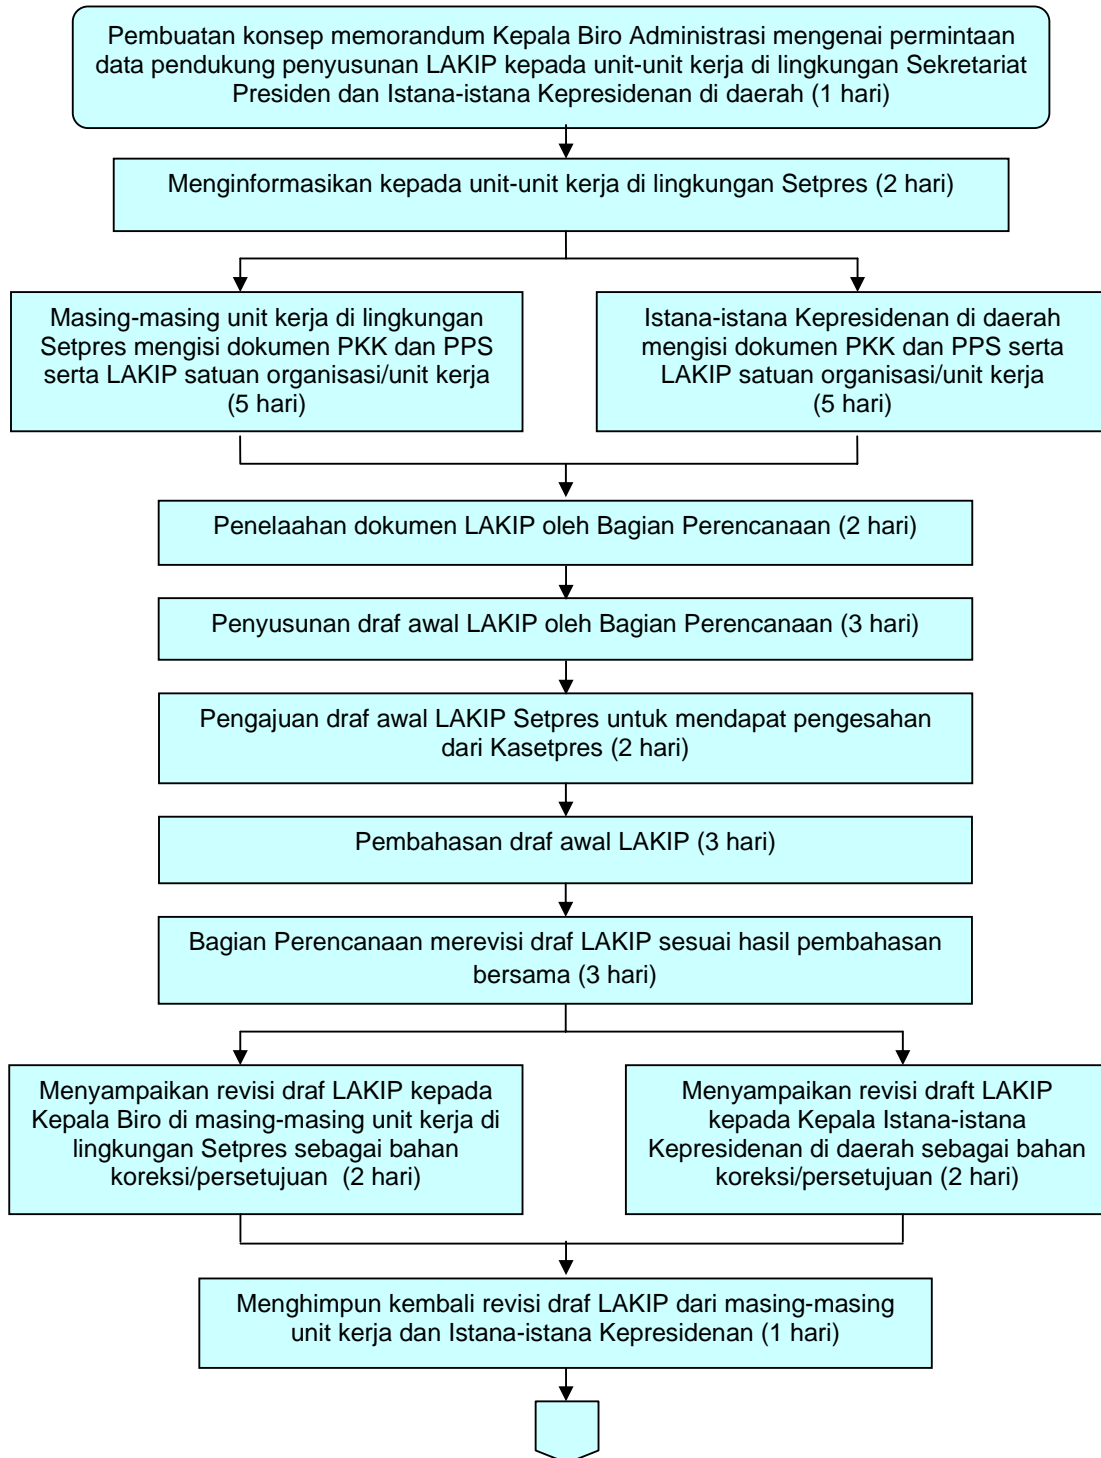 Pembuatan konsep memorandum Kepala Biro Administrasi mengenai permintaan
data pendukung penyusunan LAKIP kepada unit-unit kerja di lingkungan Sekretariat
Presiden dan Istana-istana Kepresidenan di daerah (1 hari)
Menginformasikan kepada unit-unit kerja di lingkungan Setpres (2 hari)
Masing-masing unit kerja di lingkungan
Setpres mengisi dokumen PKK dan PPS
serta LAKIP satuan organisasi/unit kerja
(5 hari)
Istana-istana Kepresidenan di daerah
mengisi dokumen PKK dan PPS serta
LAKIP satuan organisasi/unit kerja
(5 hari)
Penelaahan dokumen LAKIP oleh Bagian Perencanaan (2 hari)
Penyusunan draf awal LAKIP oleh Bagian Perencanaan (3 hari)
Pengajuan draf awal LAKIP Setpres untuk mendapat pengesahan
dari Kasetpres (2 hari)
Pembahasan draf awal LAKIP (3 hari)
Bagian Perencanaan merevisi draf LAKIP sesuai hasil pembahasan
bersama (3 hari)
Menyampaikan revisi draf LAKIP kepada
Kepala Biro di masing-masing unit kerja di
lingkungan Setpres sebagai bahan
koreksi/persetujuan (2 hari)
Menyampaikan revisi draft LAKIP
kepada Kepala Istana-istana
Kepresidenan di daerah sebagai bahan
koreksi/persetujuan (2 hari)
Menghimpun kembali revisi draf LAKIP dari masing-masing
unit kerja dan Istana-istana Kepresidenan (1 hari)